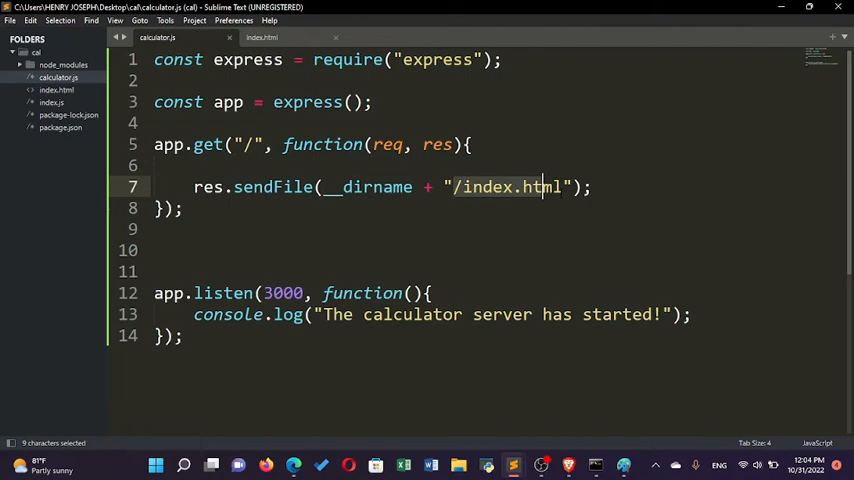 C:\Users\HENRY JOSEPH\Desktop\cal\calculator.js (cal) - Sublime Text (UNREGISTERED)
File Edit Selection Find View Goto Tools Project Preferences Help
FOLDERS
cal
node_modules
calculator.js
index.html
index.js
package-lock.json
package.json
calculator.js
index.html
1 const express = require("express");
2
3 const app = express();
4
5 app.get("/", function(req, res){
6
7 res.sendFile(__dirname + "/index.html");
8 });
9
10
11
12 app.listen(3000, function(){
13 console.log("The calculator server has started!");
14 });
9 characters selected
Tab Size: 4
JavaScript
81°F
Partly sunny
ENG
12:04 PM
10/31/2022
4